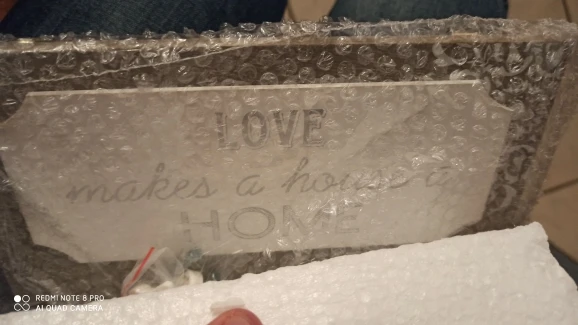 LOVE
makes a house a
HOME
REDMI NOTE 8 PRO
AI QUAD CAMERA